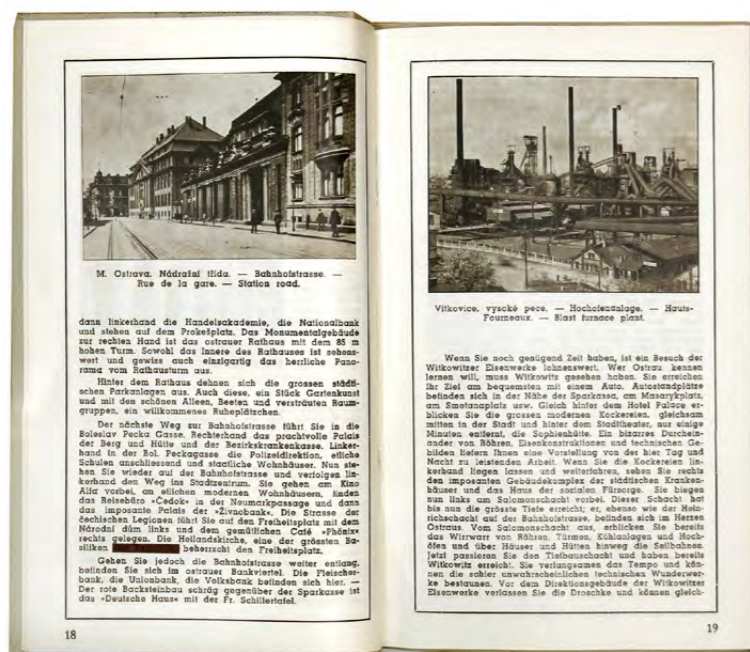 M. Ostrava. Nádražní třída. — Bahnhofstrasse. —
Rue de la gare. — Station road.
dann linkerhand die Handelsakademie, die Nationalbank
und stehen auf dem Prokešplatz. Das Monumentalgebäude
zur rechten Hand ist das ostrauer Rathaus mit dem 85 m
hohen Turm. Sowohl das Innere des Rathauses ist sehens-
wert und gewiss auch einzigartig das herrliche Pano-
rama vom Rathausturm aus.
Hinter dem Rathaus dehnen sich die grossen städti-
schen Parkanlagen aus. Auch diese, ein Stück Gartenkunst
und mit den schönen Alleen, Beeten und versträuten Baum-
gruppen, ein willkommenes Ruheplätzchen.
Der nächste Weg zur Bahnhofstrasse führt Sie in die
Boleslav Pecka Gasse. Rechterhand das prachtvolle Palais
der Berg und Hütte und der Bezirkskrankenkasse. Linker-
hand in der Bol. Peckagasse die Polizeidirektion, etliche
Schulen anschliessend und staatliche Wohnhäuser. Nun ste-
hen Sie wieder auf der Bahnhofstrasse und verfolgen lin-
kerhand den Weg ins Stadtzentrum. Sie gehen am Kino
Alfa vorbei, an etlichen modernen Wohnhäusern, finden
das Reisebüro »Čedok« in der Neumarkpassage und dann
das imposante Palais der »Živnobank«. Die Strasse der
čechischen Legionen führt Sie auf den Freiheitsplatz mit dem
Národní dům links und dem gemütlichen Café »Phönix«
rechts gelegen. Die Heilandskirche, eine der grössten Ba-
siliken beherrscht den Freiheitsplatz.
Gehen Sie jedoch die Bahnhofstrasse weiter entlang,
befinden Sie sich im ostrauer Bankviertel. Die Fleischer-
bank, die Unionbank, die Volksbank befinden sich hier. —
Der rote Backsteinbau schräg gegenüber der Sparkasse ist
das »Deutsche Haus« mit der Fr. Schillertafel.
18
Vítkovice, vysoké pece. — Hochofenanlage. — Hauts-
Fourneaux. — Blast furnace plant.
Wenn Sie noch genügend Zeit haben, ist ein Besuch der
Witkowitzer Eisenwerke lohnenswert. Wer Ostrau kennen
lernen will, muss Witkowitz gesehen haben. Sie erreichen
Ihr Ziel am bequemsten mit einem Auto. Autostandplätze
befinden sich in der Nähe der Sparkassa, am Masarykplatz,
am Smetanaplatz usw. Gleich hinter dem Hotel Palace er-
blicken Sie die grossen modernen Kockereien, gleichsam
mitten in der Stadt und hinter dem Stadttheater, nur einige
Minuten entfernt, die Sophienhütte. Ein bizarres Durchein-
ander von Röhren, Eisenkonstruktionen und technischen Ge-
bilden liefern Ihnen eine Vorstellung von der hier Tag und
Nacht zu leistenden Arbeit. Wenn Sie die Kockereien lin-
kerhand liegen lassen und weiterfahren, sehen Sie rechts
den imposanten Gebäudekomplex der städtischen Kranken-
häuser und das Haus der sozialen Fürsorge. Sie biegen
nun links am Salomonschacht vorbei. Dieser Schacht hat
bis nun die grösste Tiefe erreicht; er, ebenso wie der Hein-
richschacht auf der Bahnhofstrasse, befinden sich im Herzen
Ostraus. Vom Salomonschacht aus, erblicken Sie bereits
das Wirrwarr von Röhren, Türmen, Kühlanlagen und Hoch-
öfen und über Häuser und Hütten hinweg die Seilbahnen.
Jetzt passieren Sie den Tiefbauschacht und haben bereits
Witkowitz erreicht. Sie verlangsamen das Tempo und kön-
nen die schier unwahrscheinlichen technischen Wunderwer-
ke bestaunen. Vor dem Direktionsgebäude der Witkowitzer
Eisenwerke verlassen Sie die Droschke und können gleich-
19